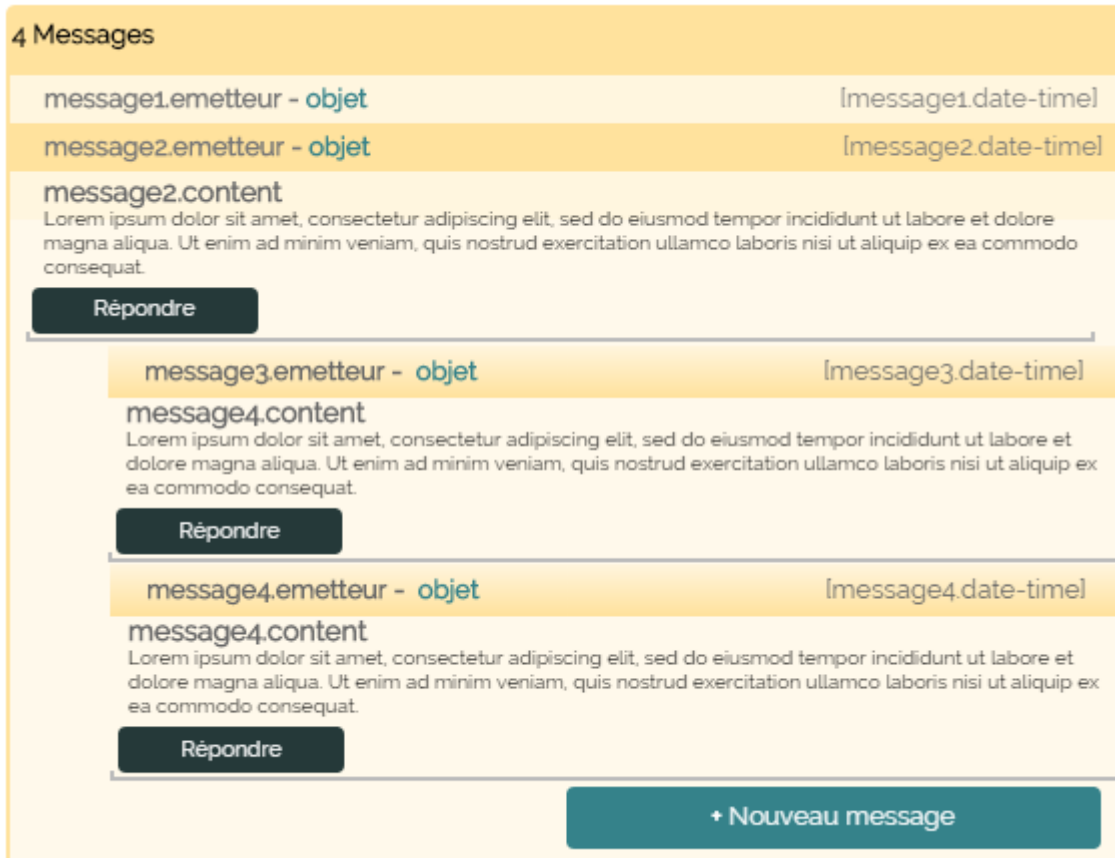 4 Messages
message1.emetteur - objet [message1.date-time]
message2.emetteur - objet [message2.date-time]
message2.content
Lorem ipsum dolor sit amet, consectetur adipiscing elit, sed do eiusmod tempor incididunt ut labore et dolore
magna aliqua. Ut enim ad minim veniam, quis nostrud exercitation ullamco laboris nisi ut aliquip ex ea commodo
consequat.
Répondre
message3.emetteur - objet [message3.date-time]
message4.content
Lorem ipsum dolor sit amet, consectetur adipiscing elit, sed do eiusmod tempor incididunt ut labore et
dolore magna aliqua. Ut enim ad minim veniam, quis nostrud exercitation ullamco laboris nisi ut aliquip ex
ea commodo consequat.
Répondre
message4.emetteur - objet [message4.date-time]
message4.content
Lorem ipsum dolor sit amet, consectetur adipiscing elit, sed do eiusmod tempor incididunt ut labore et
dolore magna aliqua. Ut enim ad minim veniam, quis nostrud exercitation ullamco laboris nisi ut aliquip ex
ea commodo consequat.
Répondre
+ Nouveau message